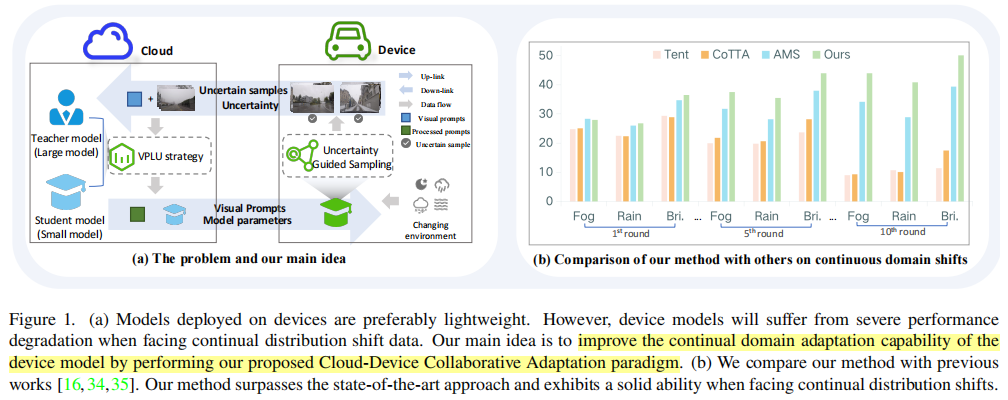 Cloud
Device
Uncertain samples
Uncertainty
Up-link
Down-link
Data flow
Visual prompts
Processed prompts
Uncertain sample
Teacher model
(Large model)
VPLU strategy
Uncertainty
Guided Sampling
Student model
(Small model)
Visual Prompts
Model parameters
Changing
environment
(a) The problem and our main idea
Tent CoTTA AMS Ours
50
40
30
20
10
0
Fog Rain Bri. ... Fog Rain Bri. ... Fog Rain Bri.
1st round 5th round 10th round
(b) Comparison of our method with others on continuous domain shifts
Figure 1. (a) Models deployed on devices are preferably lightweight. However, device models will suffer from severe performance
degradation when facing continual distribution shift data. Our main idea is to improve the continual domain adaptation capability of the
device model by performing our proposed Cloud-Device Collaborative Adaptation paradigm. (b) We compare our method with previous
works [16,34,35]. Our method surpasses the state-of-the-art approach and exhibits a solid ability when facing continual distribution shifts.